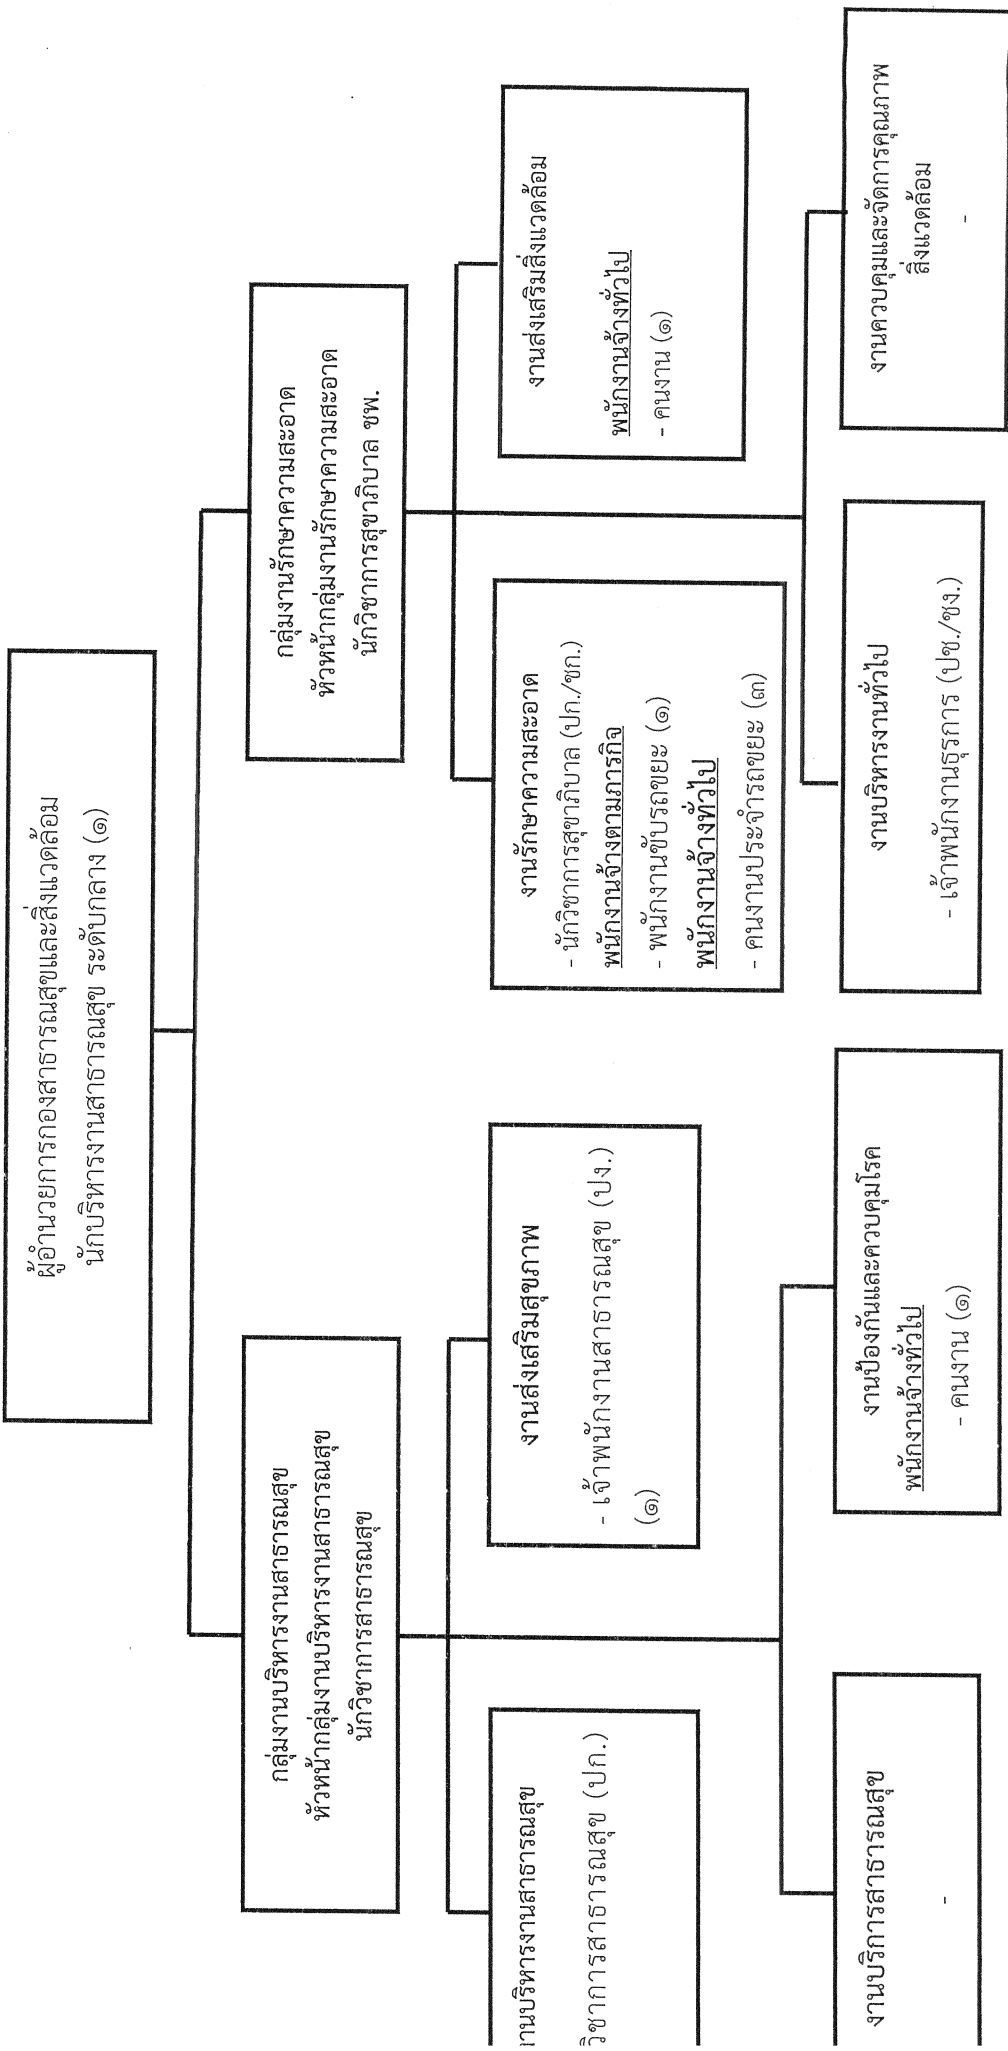 ผู้อำนวยการกองสาธารณสุขและสิ่งแวดล้อม
นักบริหารงานสาธารณสุข ระดับกลาง (๑)
กลุ่มงานบริหารงานสาธารณสุข
หัวหน้ากลุ่มงานบริหารงานสาธารณสุข
นักวิชาการสาธารณสุข
กลุ่มงานรักษาความสะอาด
หัวหน้ากลุ่มงานรักษาความสะอาด
นักวิชาการสุขาภิบาล ชพ.
านบริหารงานสาธารณสุข
วิชาการสาธารณสุข (ปก.)
งานส่งเสริมสุขภาพ
- เจ้าพนักงานสาธารณสุข (ปง.)
(๑)
งานรักษาความสะอาด
- นักวิชาการสุขาภิบาล (ปก./ชก.)
พนักงานจ้างตามภารกิจ
- พนักงานขับรถขยะ (๑)
พนักงานจ้างทั่วไป
- คนงานประจำรถขยะ (๓)
งานส่งเสริมสิ่งแวดล้อม
พนักงานจ้างทั่วไป
- คนงาน (๑)
งานบริการสาธารณสุข
-
งานป้องกันและควบคุมโรค
พนักงานจ้างทั่วไป
- คนงาน (๑)
งานบริหารงานทั่วไป
- เจ้าพนักงานธุรการ (ปช./ชง.)
งานควบคุมและจัดการคุณภาพ
สิ่งแวดล้อม
-